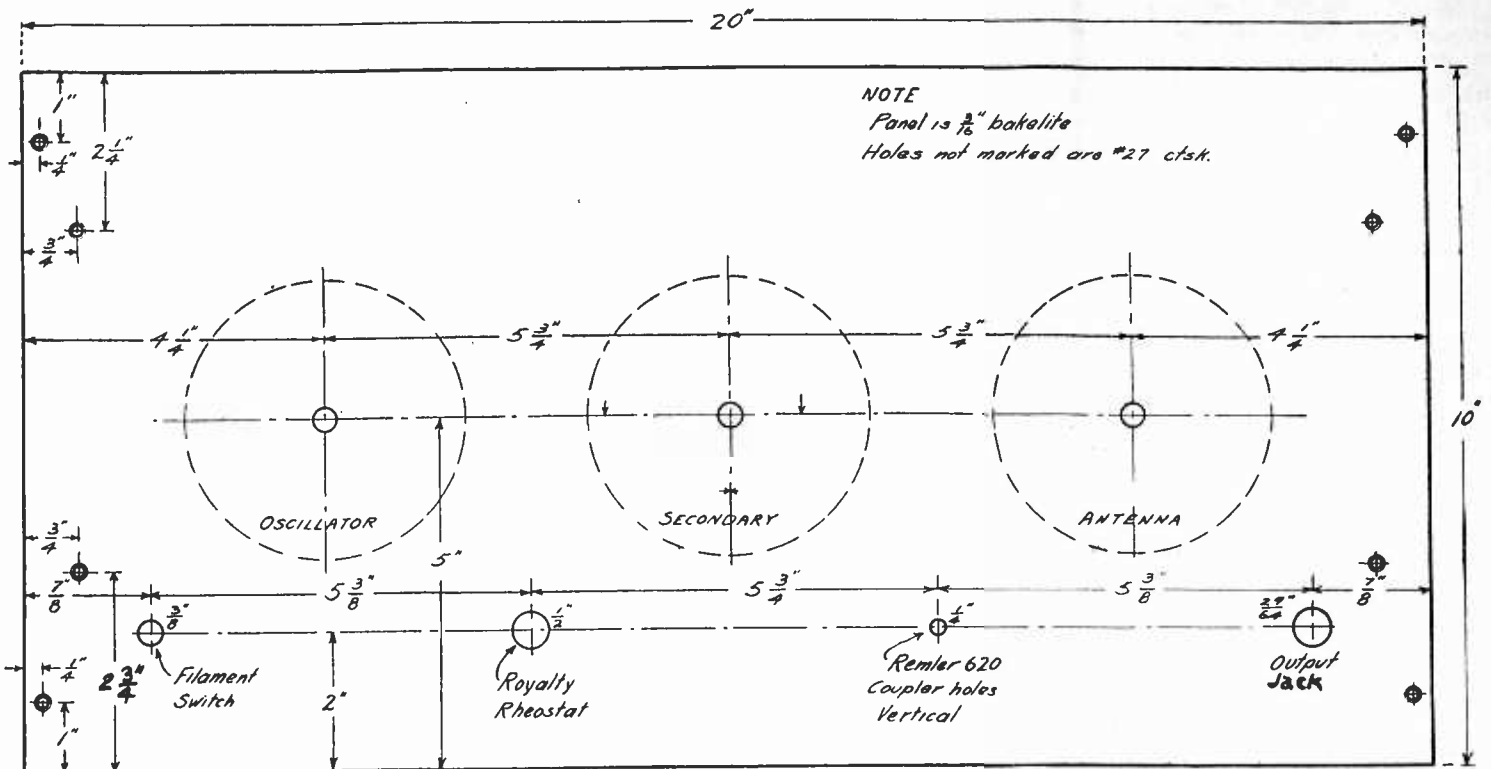 20"
NOTE
Panel is 3/16" bakelite
Holes not marked are #27 ctsk.
1"
2 1/4"
1/4"
3/4"
4 1/4"
5 3/4"
5 3/4"
4 1/4"
10"
OSCILLATOR
SECONDARY
ANTENNA
3/4"
5"
7/8"
5 3/8"
5 3/4"
5 3/8"
7/8"
3/8"
1/2"
1/4"
29/64"
1/4"
2 3/4"
Filament
Switch
2"
Royalty
Rheostat
Remler 620
Coupler holes
Vertical
Output
Jack
1"